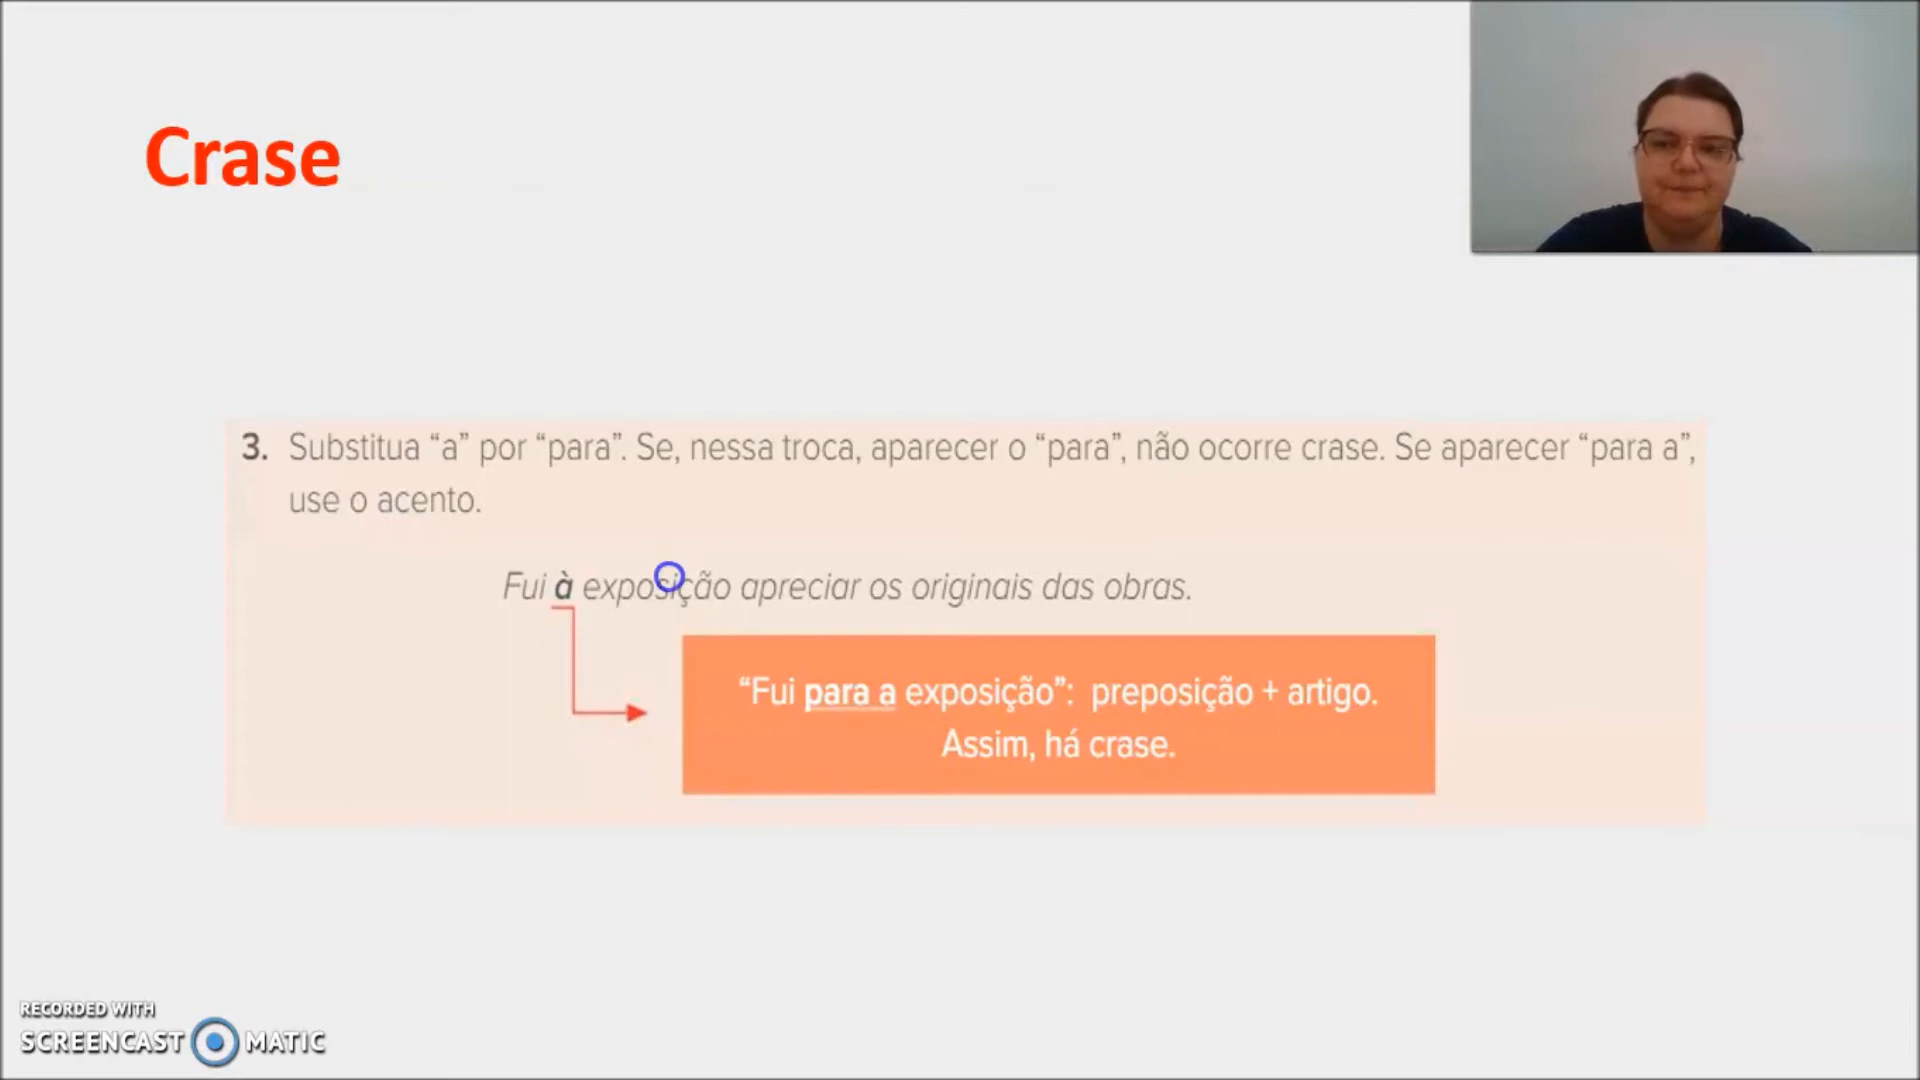 Crase
3. Substitua “a” por “para”. Se, nessa troca, aparecer o “para”, não ocorre crase. Se aparecer “para a”,
use o acento.
Fui à exposição apreciar os originais das obras.
“Fui para a exposição”: preposição + artigo.
Assim, há crase.
RECORDED WITH
SCREENCAST MATIC